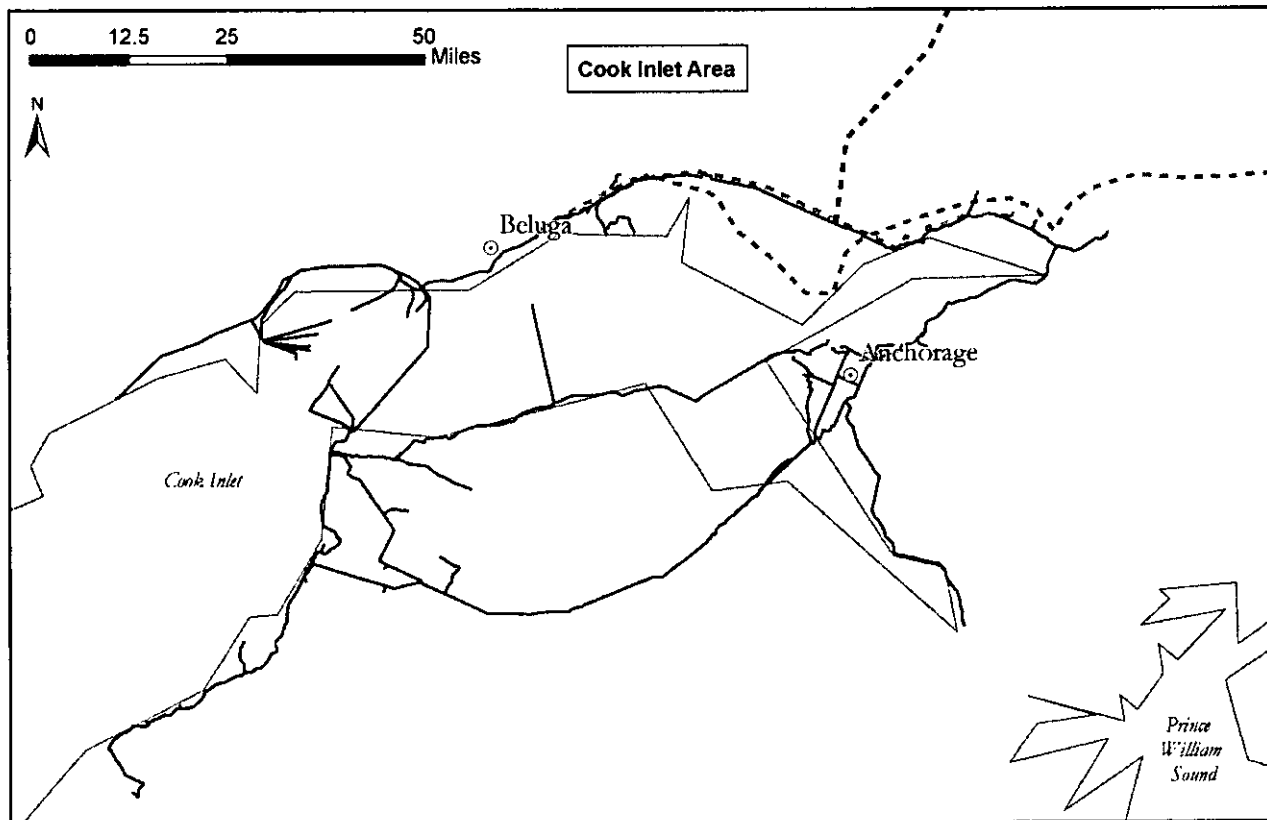 0 12.5 25 50
Miles
Cook Inlet Area
N
Beluga
Anchorage
Cook Inlet
Prince
William
Sound